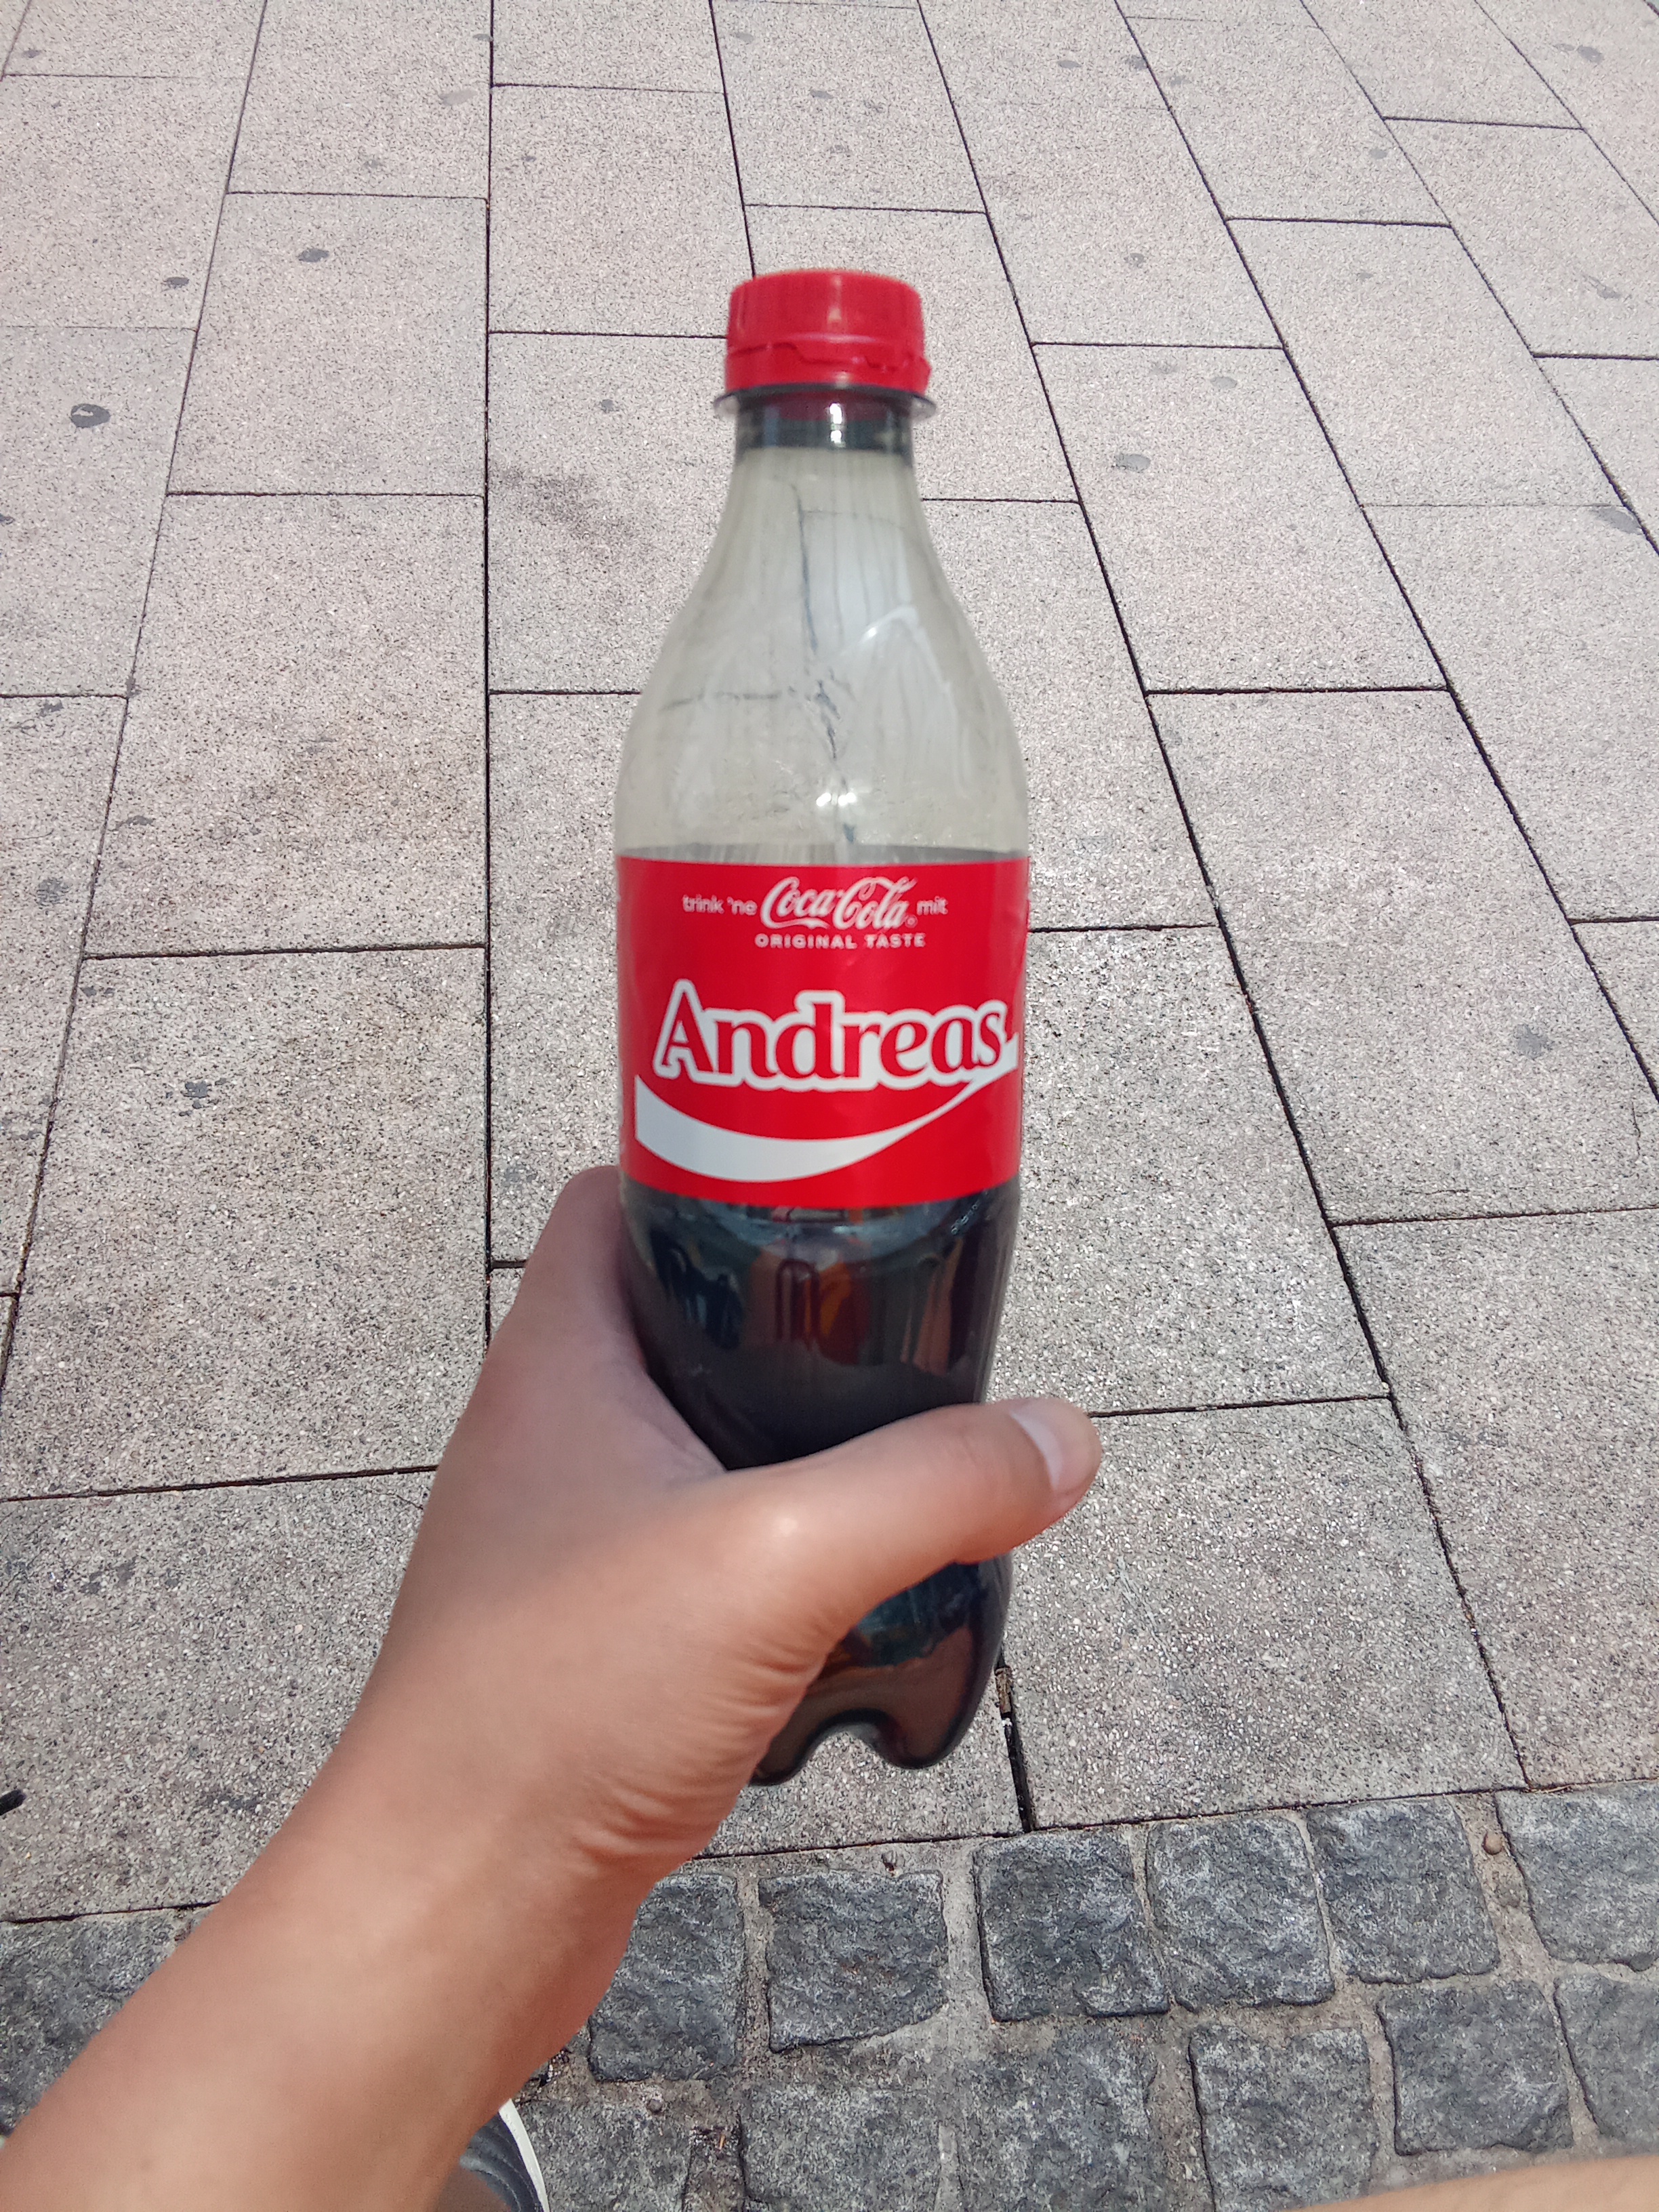 trink 'ne Coca-Cola mit
ORIGINAL TASTE
Andreas